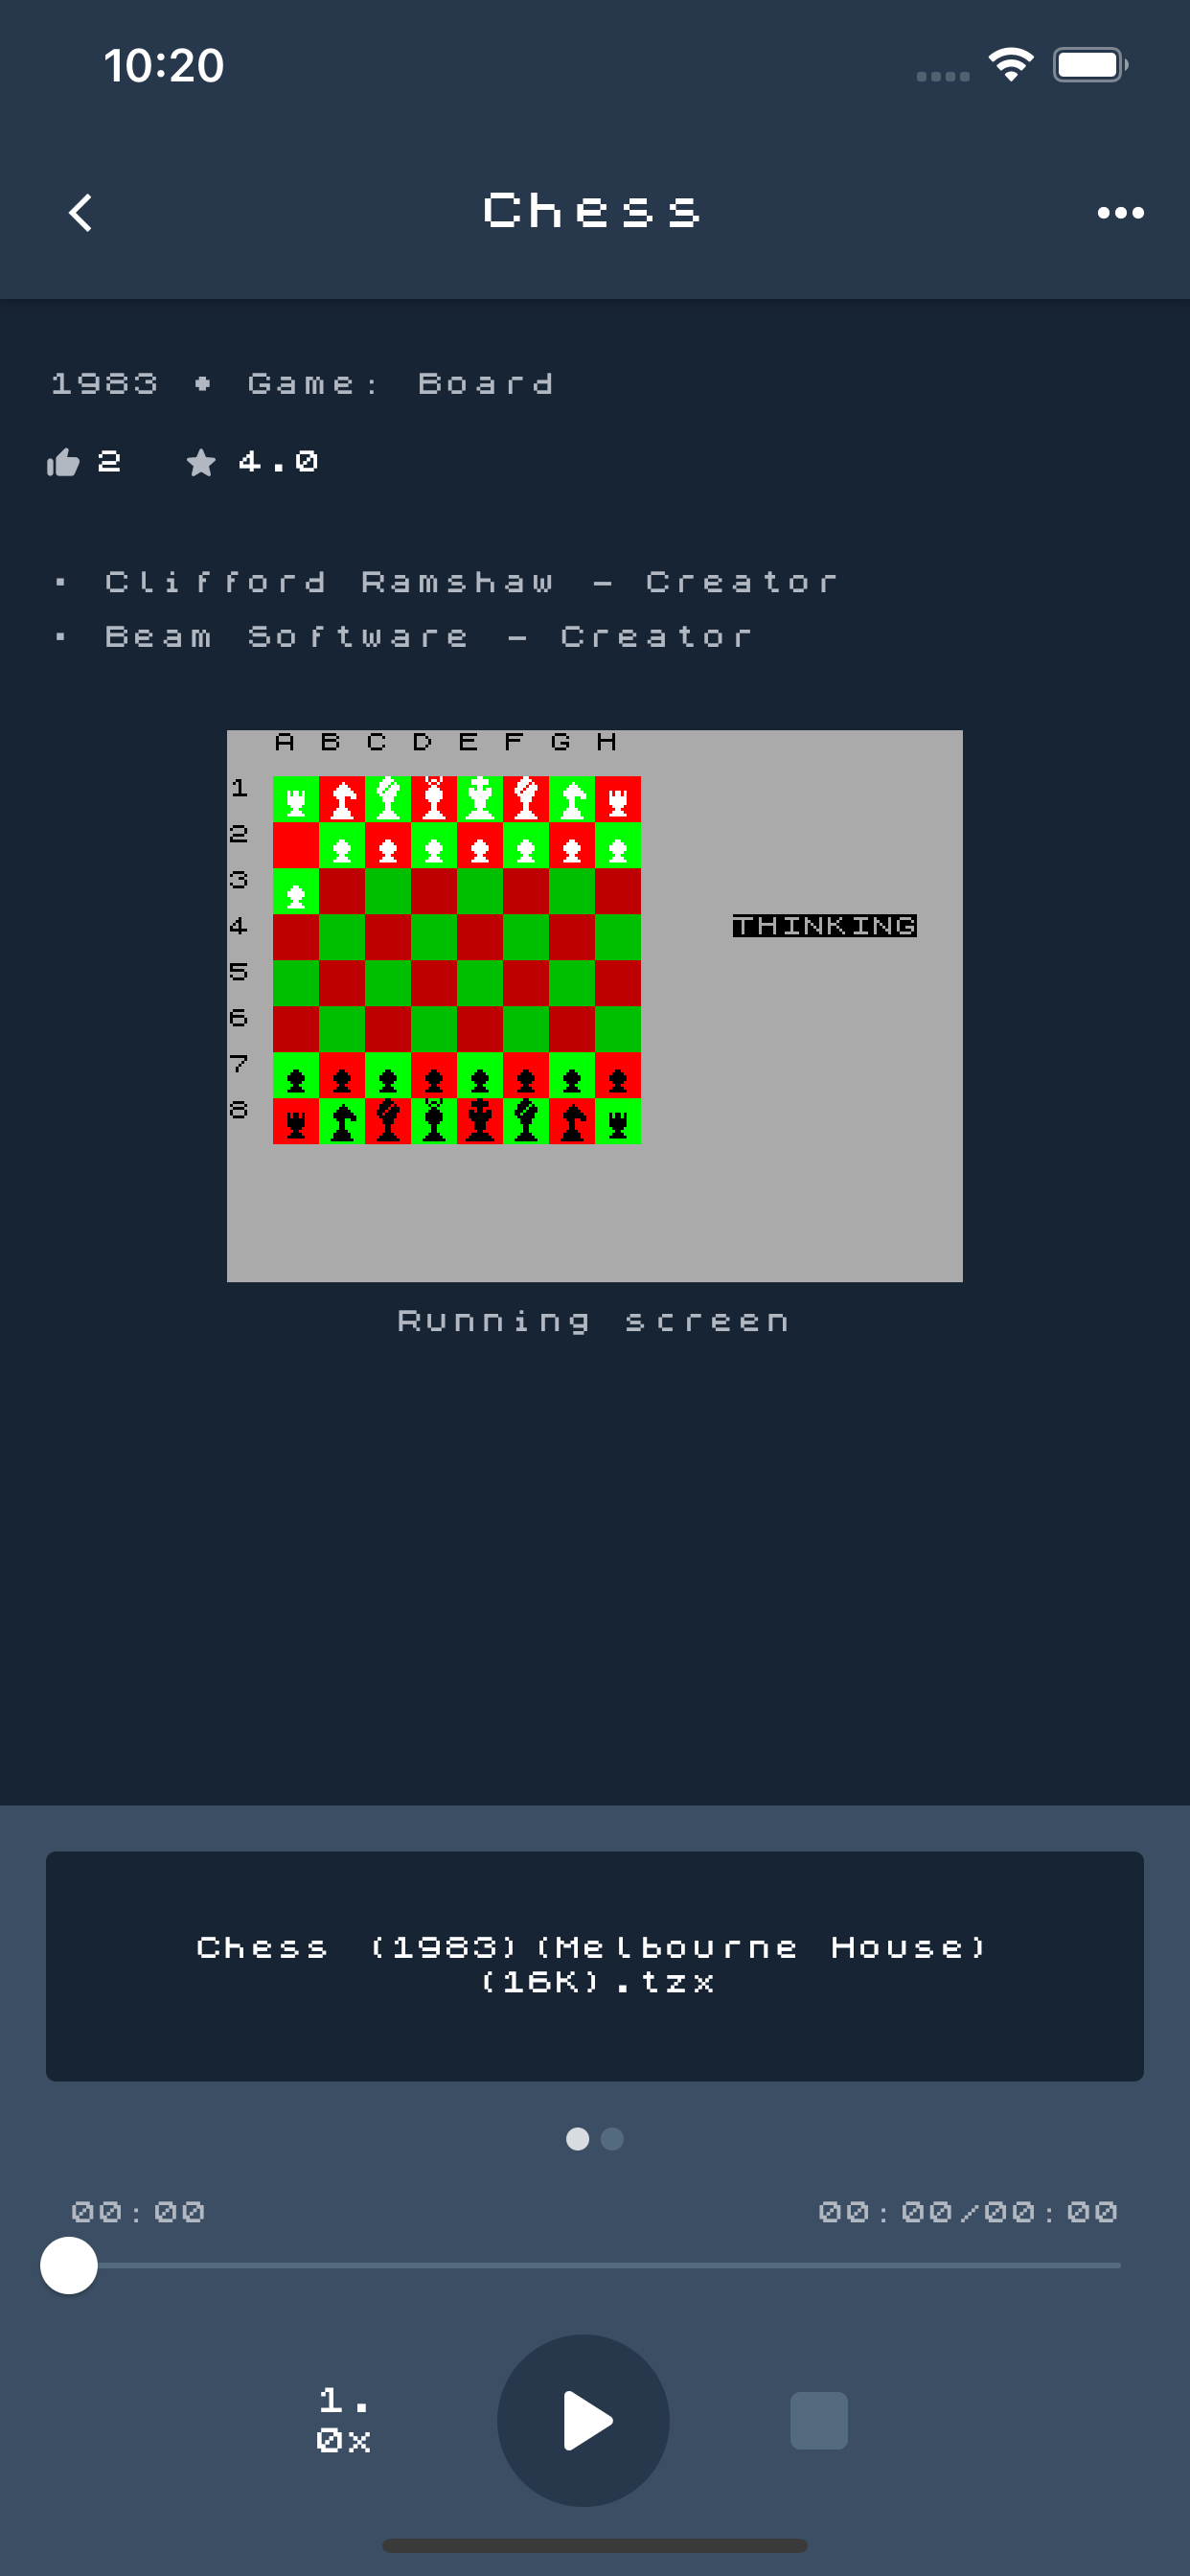 10:20
Chess
1983 • Game: Board
2 4.0
· Clifford Ramshaw - Creator
· Beam Software - Creator
A B C D E F G H
1
2
3
4 THINKING
5
6
7
8
Running screen
Chess (1983)(Melbourne House)
(16K).tzx
00:00 00:00/00:00
1.
0x